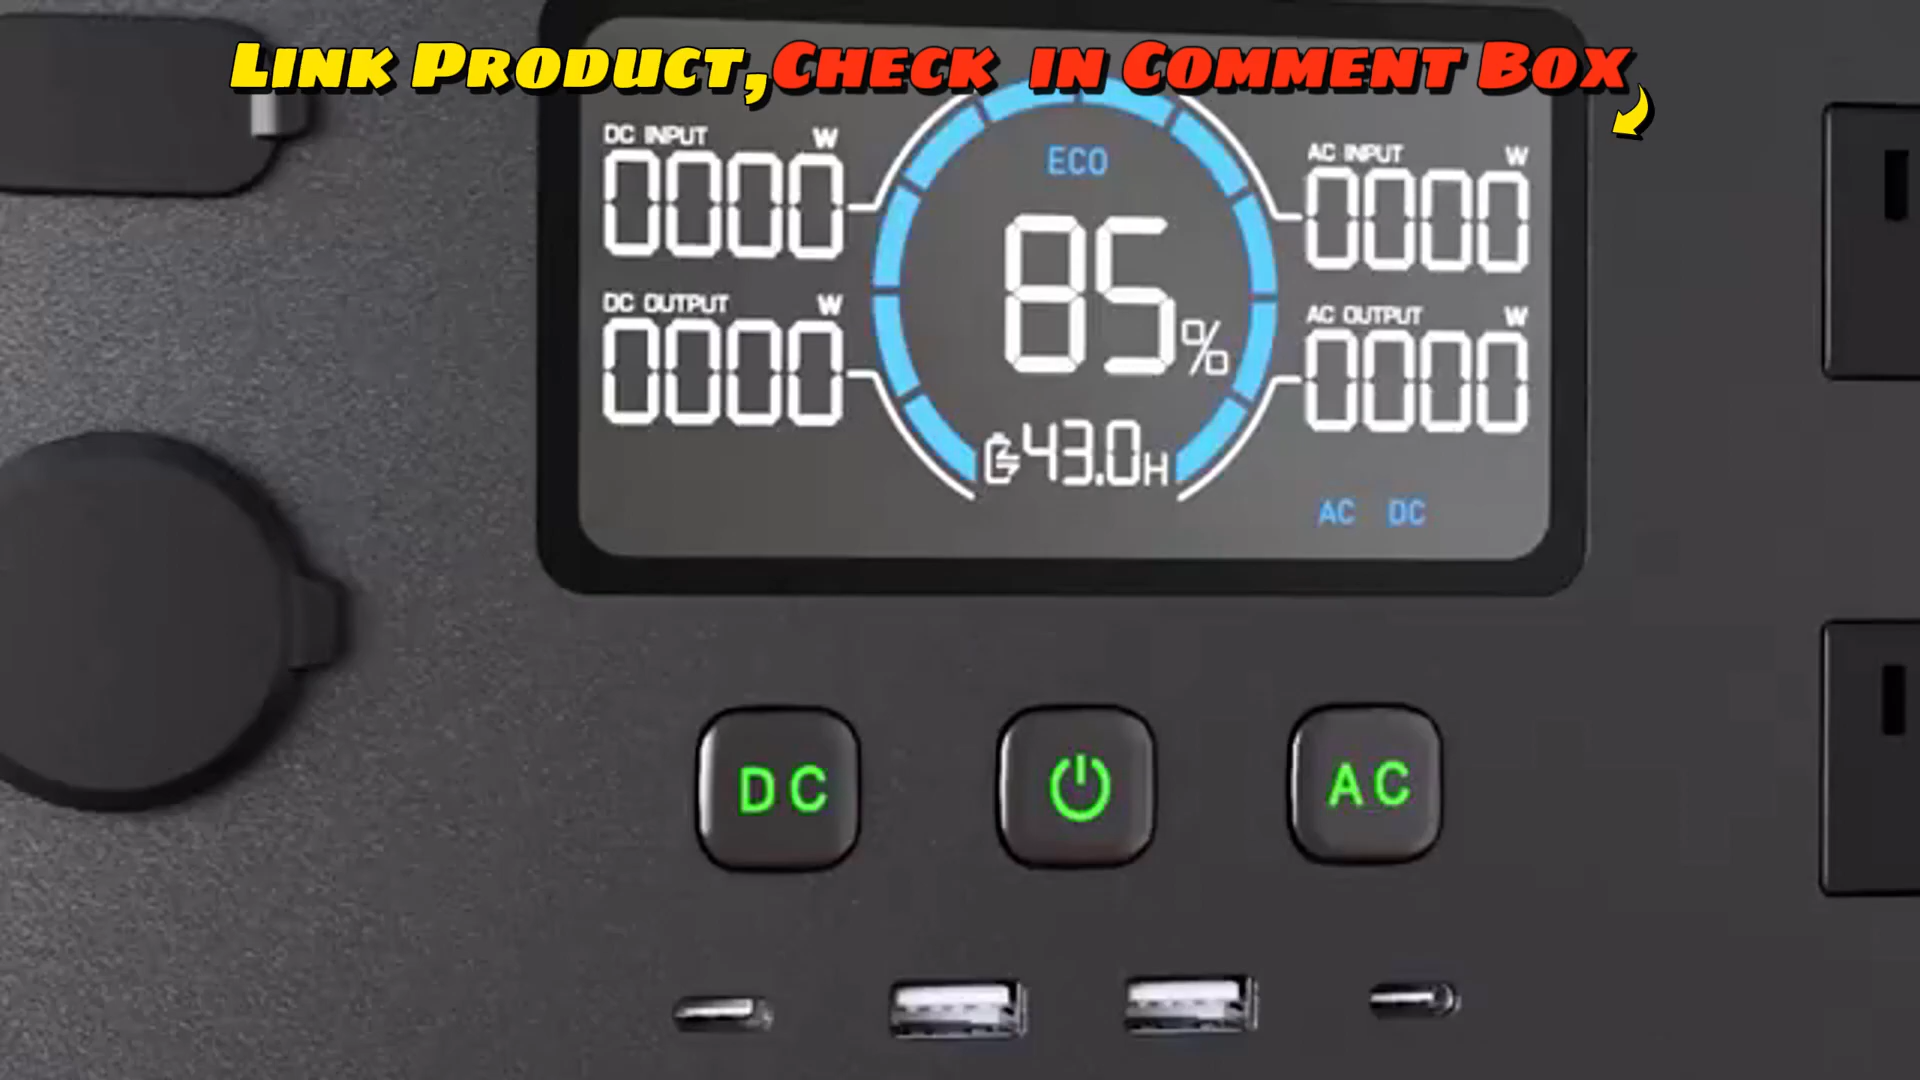 Link Product, Check in Comment Box
DC INPUT W
0000
DC OUTPUT W
0000
ECO
85%
43.0H
AC INPUT W
0000
AC OUTPUT W
0000
AC DC
DC
AC